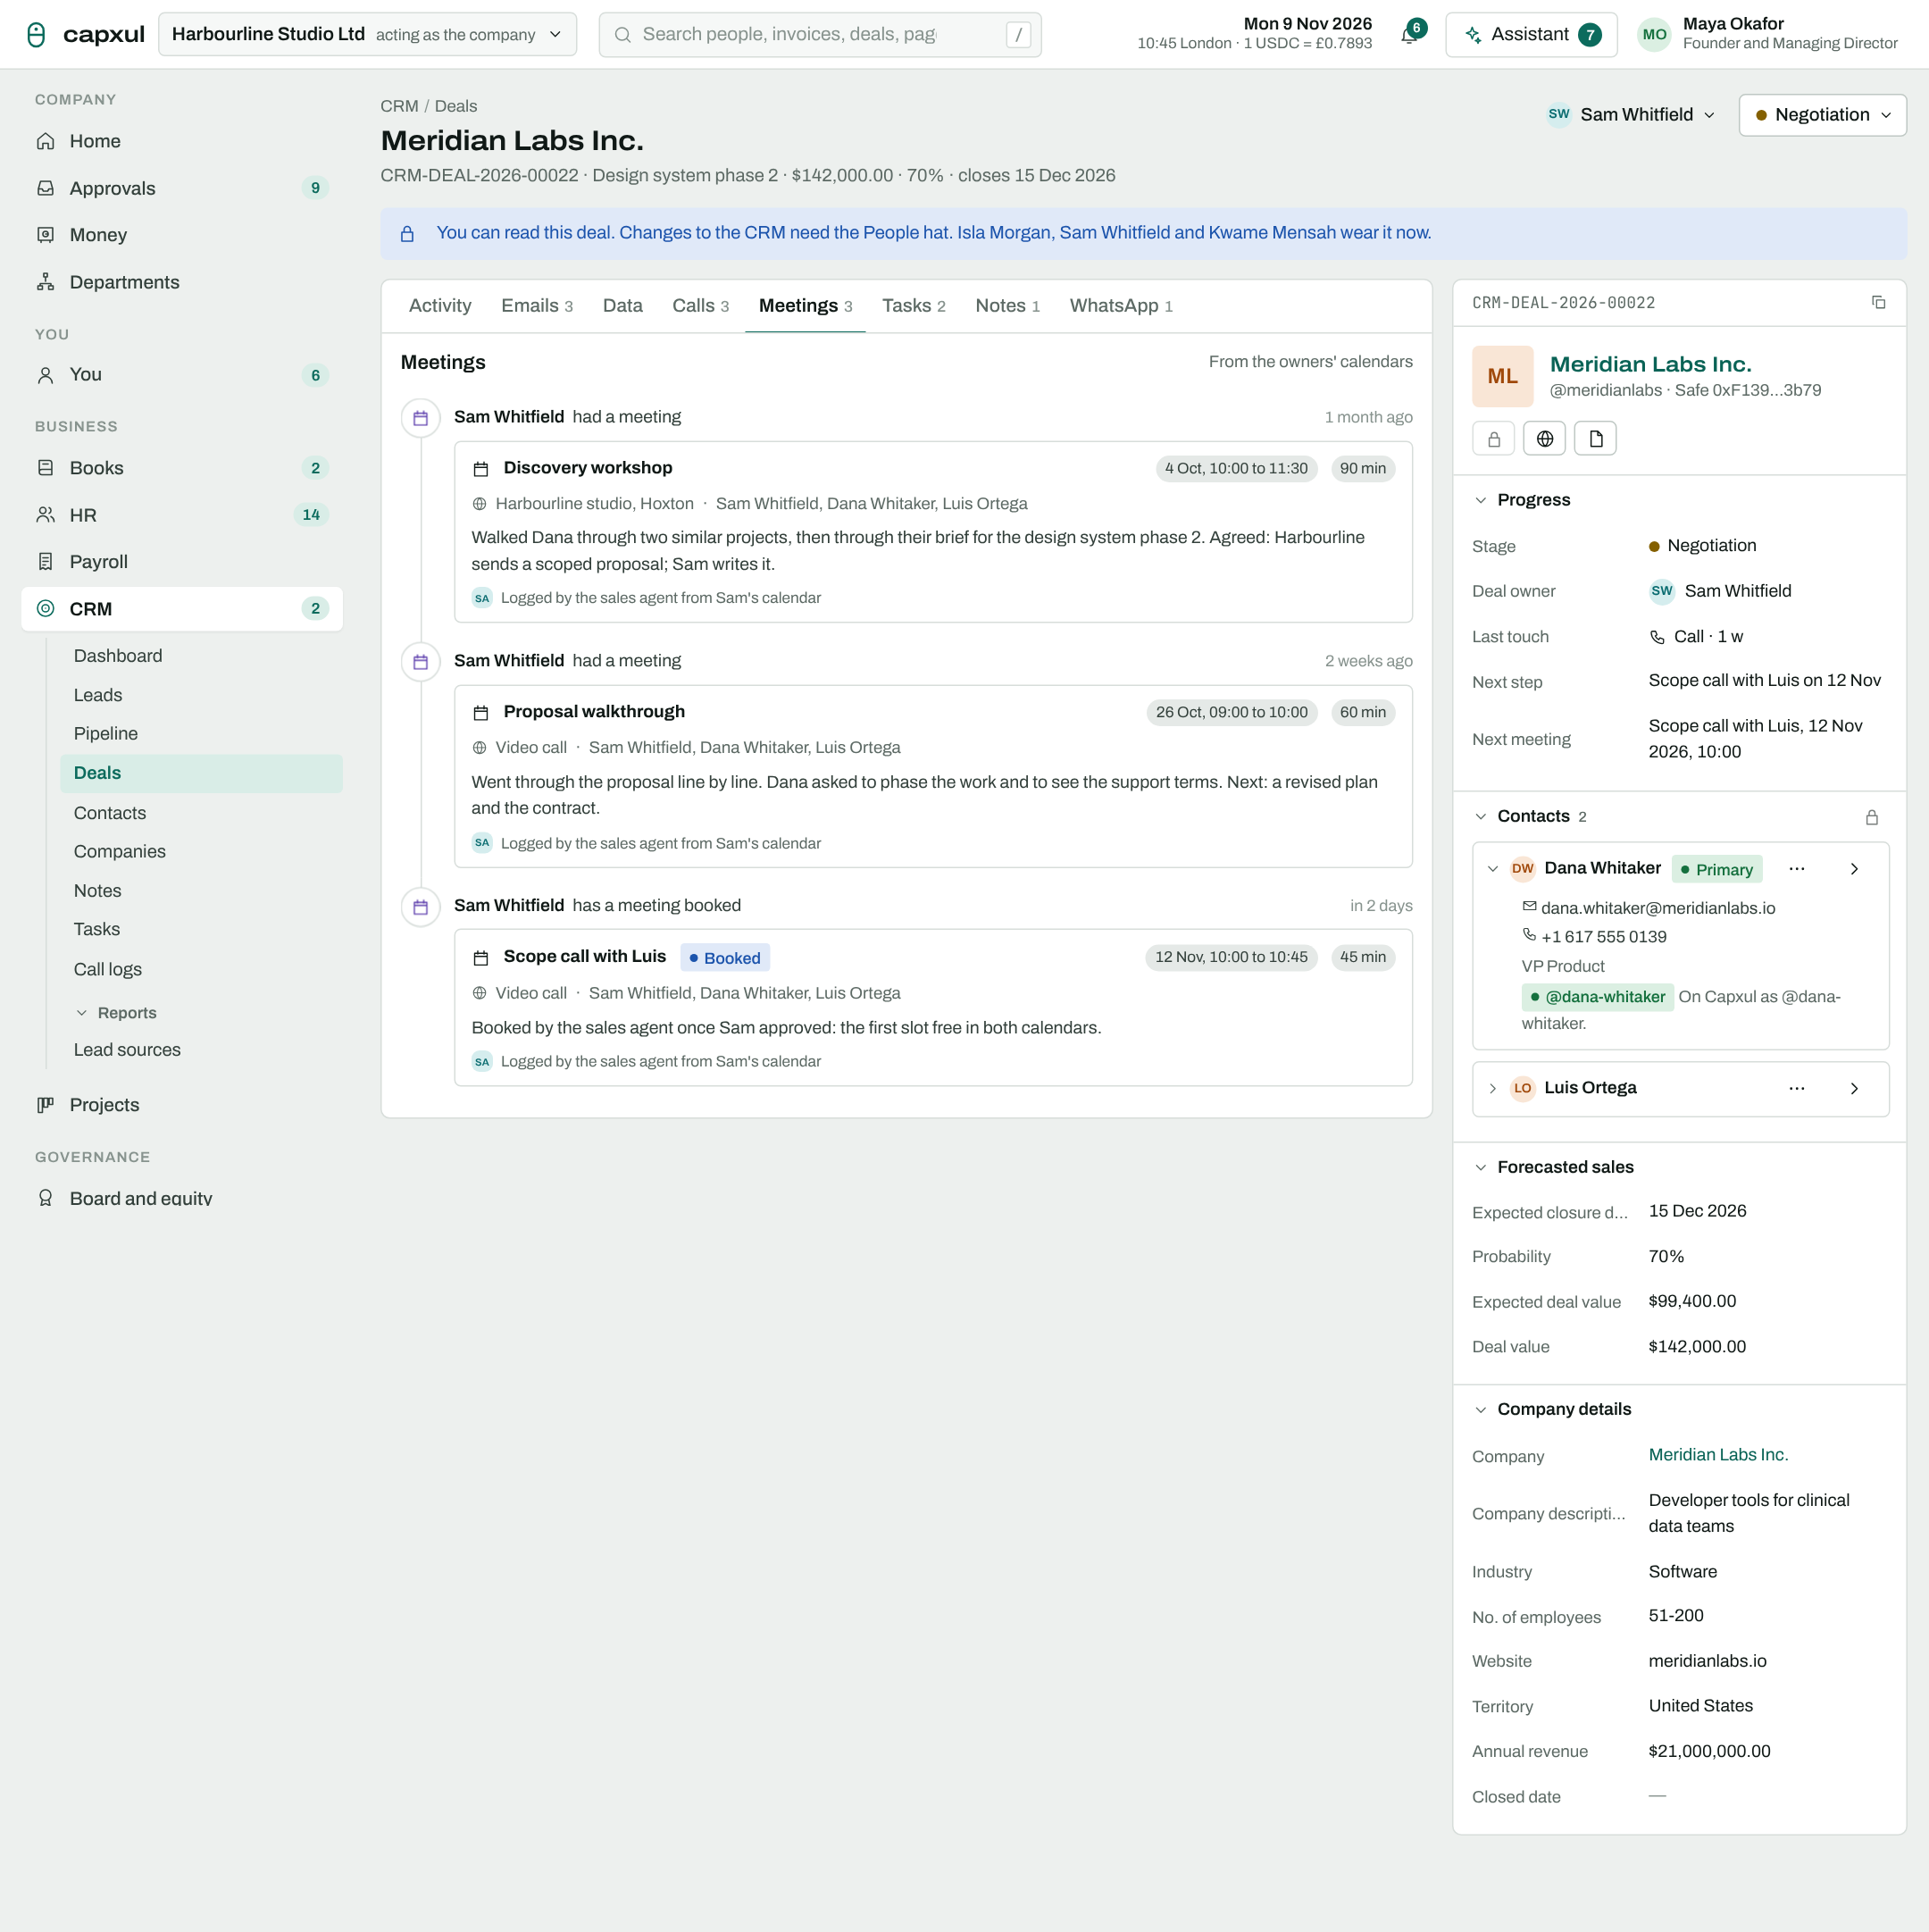 capxul
Harbourline Studio Ltd acting as the company
Search people, invoices, deals, pag
/
Mon 9 Nov 2026
10:45 London · 1 USDC = £0.7893
6
Assistant 7
MO
Maya Okafor
Founder and Managing Director
COMPANY
Home
Approvals 9
Money
Departments
YOU
You 6
BUSINESS
Books 2
HR 14
Payroll
CRM 2
Dashboard
Leads
Pipeline
Deals
Contacts
Companies
Notes
Tasks
Call logs
Reports
Lead sources
Projects
GOVERNANCE
Board and equity
CRM / Deals
Meridian Labs Inc.
CRM-DEAL-2026-00022 · Design system phase 2 · $142,000.00 · 70% · closes 15 Dec 2026
SW Sam Whitfield
Negotiation
You can read this deal. Changes to the CRM need the People hat. Isla Morgan, Sam Whitfield and Kwame Mensah wear it now.
Activity Emails 3 Data Calls 3 Meetings 3 Tasks 2 Notes 1 WhatsApp 1
Meetings From the owners' calendars
Sam Whitfield had a meeting 1 month ago
Discovery workshop 4 Oct, 10:00 to 11:30 90 min
Harbourline studio, Hoxton · Sam Whitfield, Dana Whitaker, Luis Ortega
Walked Dana through two similar projects, then through their brief for the design system phase 2. Agreed: Harbourline
sends a scoped proposal; Sam writes it.
SA Logged by the sales agent from Sam's calendar
Sam Whitfield had a meeting 2 weeks ago
Proposal walkthrough 26 Oct, 09:00 to 10:00 60 min
Video call · Sam Whitfield, Dana Whitaker, Luis Ortega
Went through the proposal line by line. Dana asked to phase the work and to see the support terms. Next: a revised plan
and the contract.
SA Logged by the sales agent from Sam's calendar
Sam Whitfield has a meeting booked in 2 days
Scope call with Luis Booked 12 Nov, 10:00 to 10:45 45 min
Video call · Sam Whitfield, Dana Whitaker, Luis Ortega
Booked by the sales agent once Sam approved: the first slot free in both calendars.
SA Logged by the sales agent from Sam's calendar
CRM-DEAL-2026-00022
ML
Meridian Labs Inc.
@meridianlabs · Safe 0xF139...3b79
Progress
Stage Negotiation
Deal owner SW Sam Whitfield
Last touch Call · 1 w
Next step Scope call with Luis on 12 Nov
Next meeting Scope call with Luis, 12 Nov
2026, 10:00
Contacts 2
DW Dana Whitaker Primary ···
dana.whitaker@meridianlabs.io
+1 617 555 0139
VP Product
@dana-whitaker On Capxul as @dana-
whitaker.
LO Luis Ortega ···
Forecasted sales
Expected closure d... 15 Dec 2026
Probability 70%
Expected deal value $99,400.00
Deal value $142,000.00
Company details
Company Meridian Labs Inc.
Company descripti... Developer tools for clinical
data teams
Industry Software
No. of employees 51-200
Website meridianlabs.io
Territory United States
Annual revenue $21,000,000.00
Closed date —